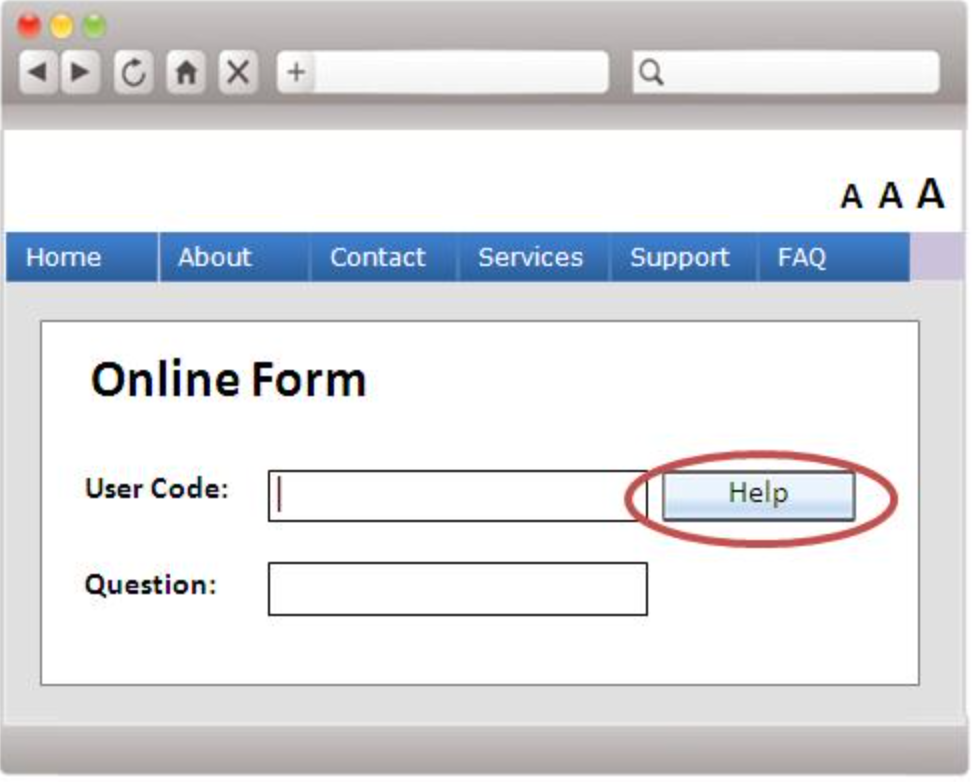 A A A
Home About Contact Services Support FAQ
Online Form
User Code: Help
Question: